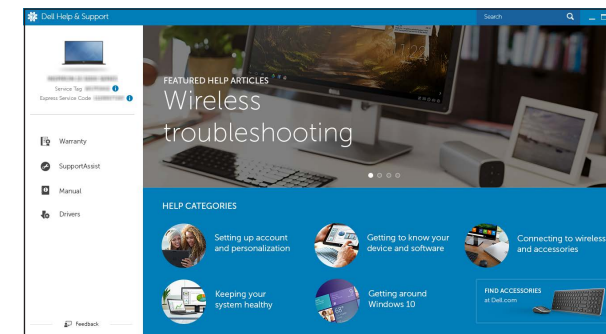 Dell Help & Support
Search
Service Tag
Express Service Code
Warranty
SupportAssist
Manual
Drivers
Feedback
FEATURED HELP ARTICLES
Wireless
troubleshooting
HELP CATEGORIES
Setting up account
and personalization
Getting to know your
device and software
Connecting to wireless
and accessories
Keeping your
system healthy
Getting around
Windows 10
FIND ACCESSORIES
at Dell.com